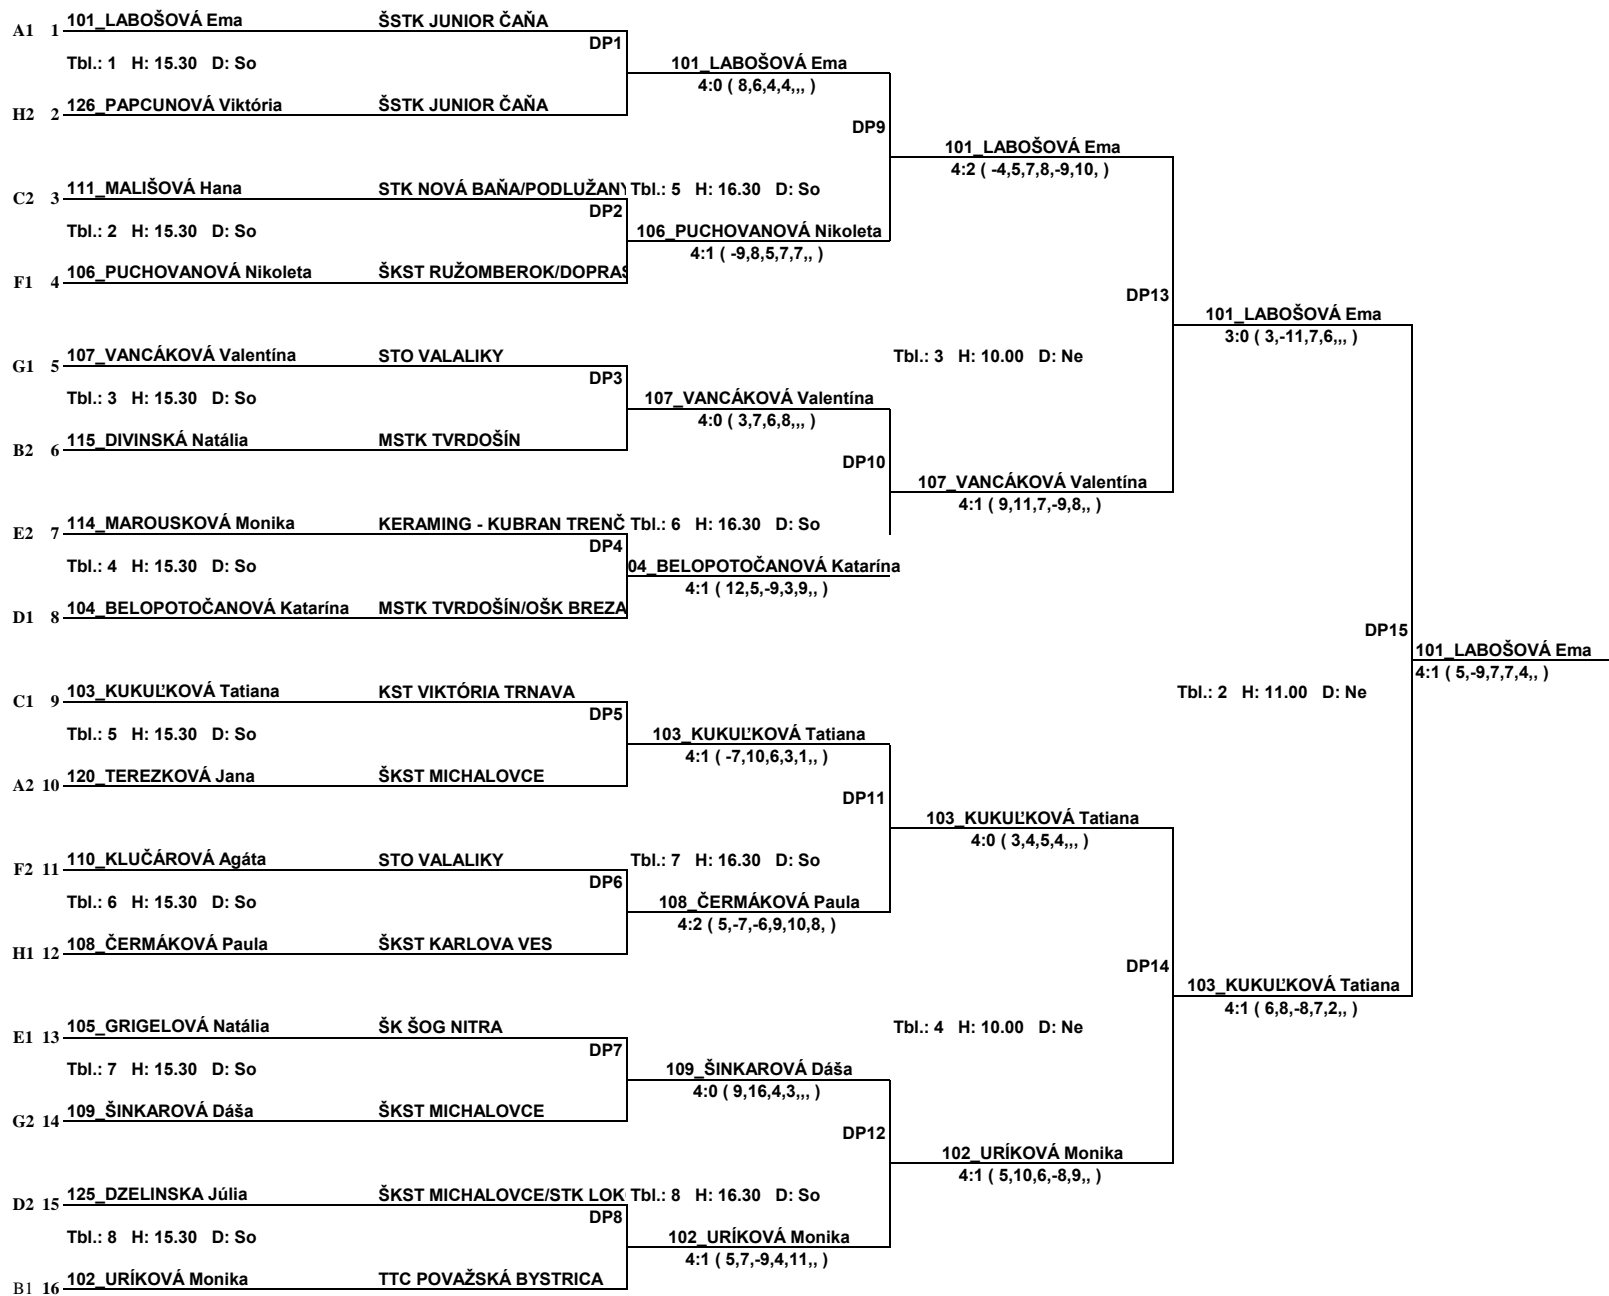 A1 1 101_LABOŠOVÁ Ema ŠSTK JUNIOR ČAŇA
DP1
Tbl.: 1 H: 15.30 D: So 101_LABOŠOVÁ Ema
4:0 ( 8,6,4,4,,, )
H2 2 126_PAPCUNOVÁ Viktória ŠSTK JUNIOR ČAŇA
DP9
101_LABOŠOVÁ Ema
4:2 ( -4,5,7,8,-9,10, )
C2 3 111_MALIŠOVÁ Hana STK NOVÁ BAŇA/PODLUŽANY Tbl.: 5 H: 16.30 D: So
DP2
Tbl.: 2 H: 15.30 D: So 106_PUCHOVANOVÁ Nikoleta
4:1 ( -9,8,5,7,7,, )
F1 4 106_PUCHOVANOVÁ Nikoleta ŠKST RUŽOMBEROK/DOPRAS
DP13
101_LABOŠOVÁ Ema
3:0 ( 3,-11,7,6,,, )
G1 5 107_VANCÁKOVÁ Valentína STO VALALIKY Tbl.: 3 H: 10.00 D: Ne
DP3
Tbl.: 3 H: 15.30 D: So 107_VANCÁKOVÁ Valentína
4:0 ( 3,7,6,8,,, )
B2 6 115_DIVINSKÁ Natália MSTK TVRDOŠÍN
DP10
107_VANCÁKOVÁ Valentína
4:1 ( 9,11,7,-9,8,, )
E2 7 114_MAROUSKOVÁ Monika KERAMING - KUBRAN TRENČ Tbl.: 6 H: 16.30 D: So
DP4
Tbl.: 4 H: 15.30 D: So 04_BELOPOTOČANOVÁ Katarína
4:1 ( 12,5,-9,3,9,, )
D1 8 104_BELOPOTOČANOVÁ Katarína MSTK TVRDOŠÍN/OŠK BREZA
DP15
101_LABOŠOVÁ Ema
4:1 ( 5,-9,7,7,4,, )
C1 9 103_KUKUĽKOVÁ Tatiana KST VIKTÓRIA TRNAVA Tbl.: 2 H: 11.00 D: Ne
DP5
Tbl.: 5 H: 15.30 D: So 103_KUKUĽKOVÁ Tatiana
4:1 ( -7,10,6,3,1,, )
A2 10 120_TEREZKOVÁ Jana ŠKST MICHALOVCE
DP11
103_KUKUĽKOVÁ Tatiana
4:0 ( 3,4,5,4,,, )
F2 11 110_KLUČÁROVÁ Agáta STO VALALIKY Tbl.: 7 H: 16.30 D: So
DP6
Tbl.: 6 H: 15.30 D: So 108_ČERMÁKOVÁ Paula
4:2 ( 5,-7,-6,9,10,8, )
H1 12 108_ČERMÁKOVÁ Paula ŠKST KARLOVA VES
DP14
103_KUKUĽKOVÁ Tatiana
4:1 ( 6,8,-8,7,2,, )
E1 13 105_GRIGELOVÁ Natália ŠK ŠOG NITRA Tbl.: 4 H: 10.00 D: Ne
DP7
Tbl.: 7 H: 15.30 D: So 109_ŠINKAROVÁ Dáša
4:0 ( 9,16,4,3,,, )
G2 14 109_ŠINKAROVÁ Dáša ŠKST MICHALOVCE
DP12
102_URÍKOVÁ Monika
4:1 ( 5,10,6,-8,9,, )
D2 15 125_DZELINSKA Júlia ŠKST MICHALOVCE/STK LOK Tbl.: 8 H: 16.30 D: So
DP8
Tbl.: 8 H: 15.30 D: So 102_URÍKOVÁ Monika
4:1 ( 5,7,-9,4,11,, )
B1 16 102_URÍKOVÁ Monika TTC POVAŽSKÁ BYSTRICA